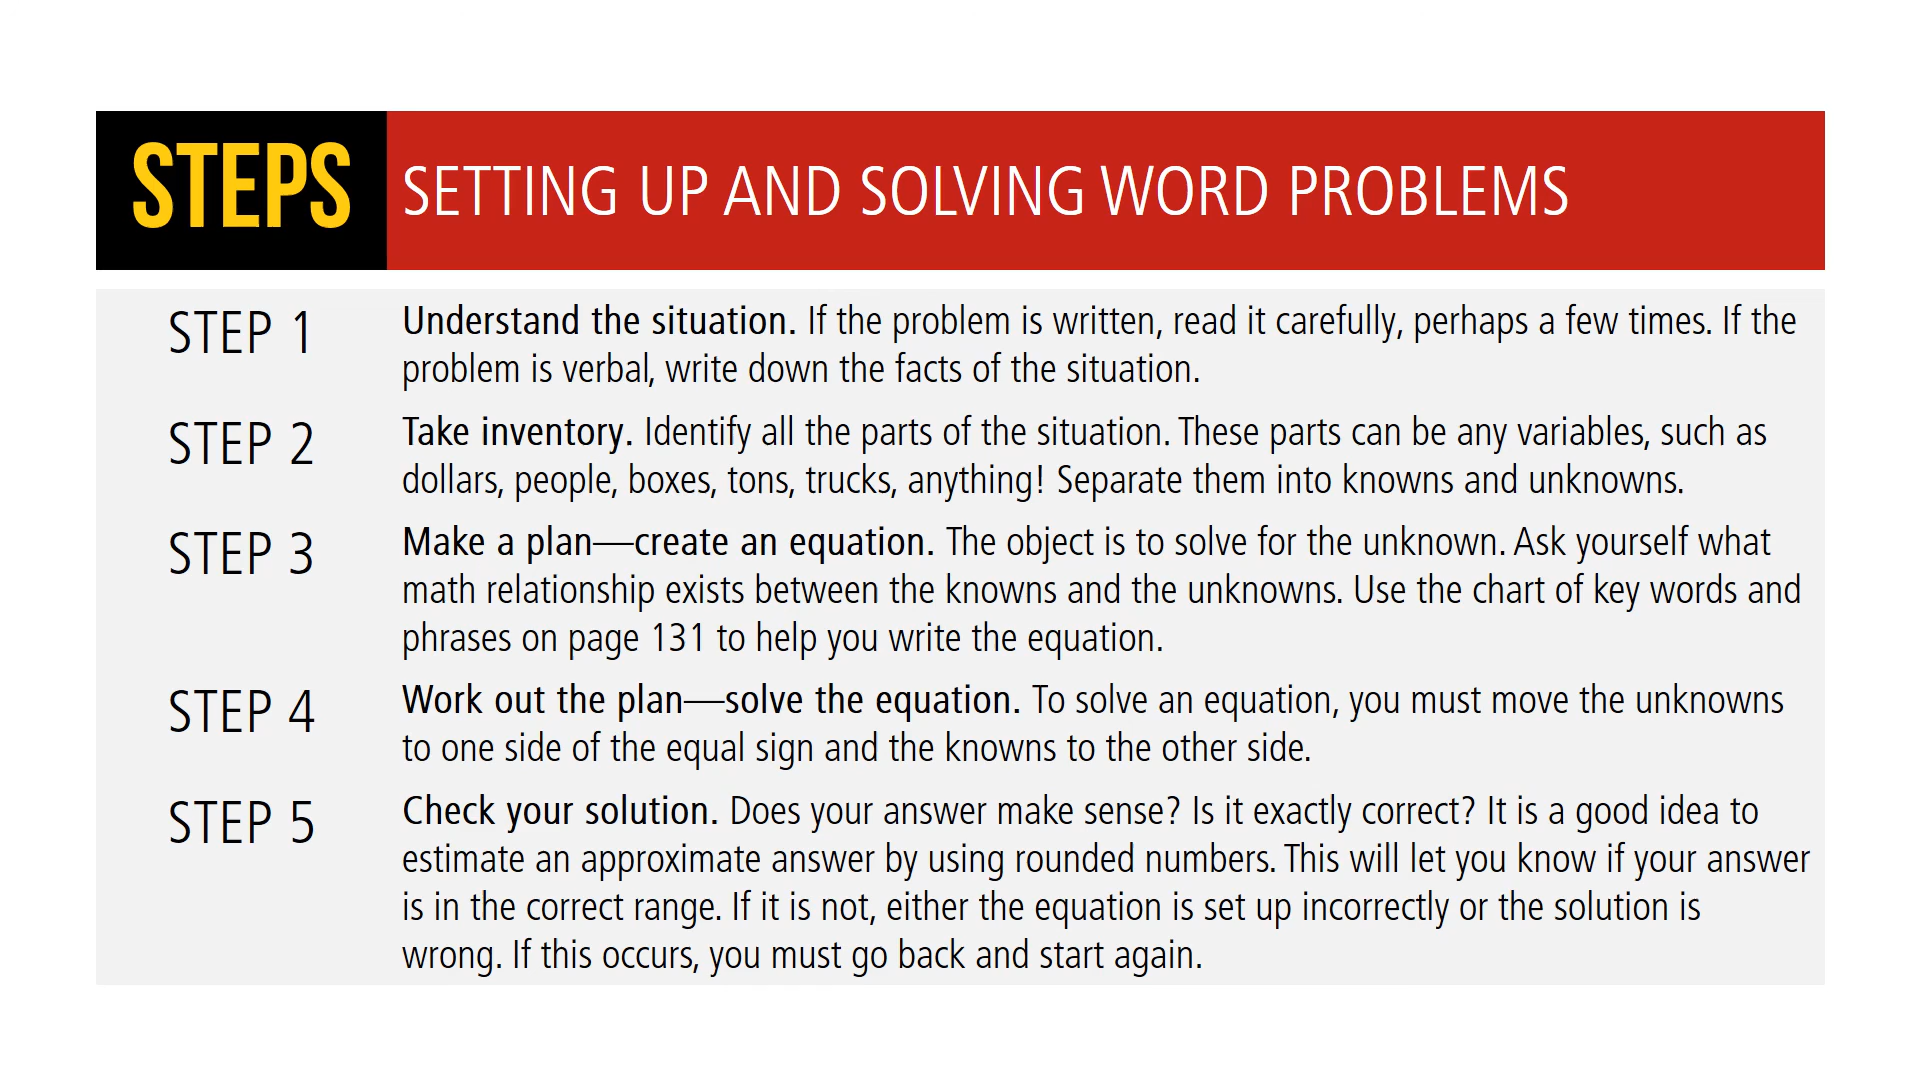 STEPS SETTING UP AND SOLVING WORD PROBLEMS
STEP 1 Understand the situation. If the problem is written, read it carefully, perhaps a few times. If the
problem is verbal, write down the facts of the situation.
STEP 2 Take inventory. Identify all the parts of the situation. These parts can be any variables, such as
dollars, people, boxes, tons, trucks, anything! Separate them into knowns and unknowns.
STEP 3 Make a plan—create an equation. The object is to solve for the unknown. Ask yourself what
math relationship exists between the knowns and the unknowns. Use the chart of key words and
phrases on page 131 to help you write the equation.
STEP 4 Work out the plan—solve the equation. To solve an equation, you must move the unknowns
to one side of the equal sign and the knowns to the other side.
STEP 5 Check your solution. Does your answer make sense? Is it exactly correct? It is a good idea to
estimate an approximate answer by using rounded numbers. This will let you know if your answer
is in the correct range. If it is not, either the equation is set up incorrectly or the solution is
wrong. If this occurs, you must go back and start again.